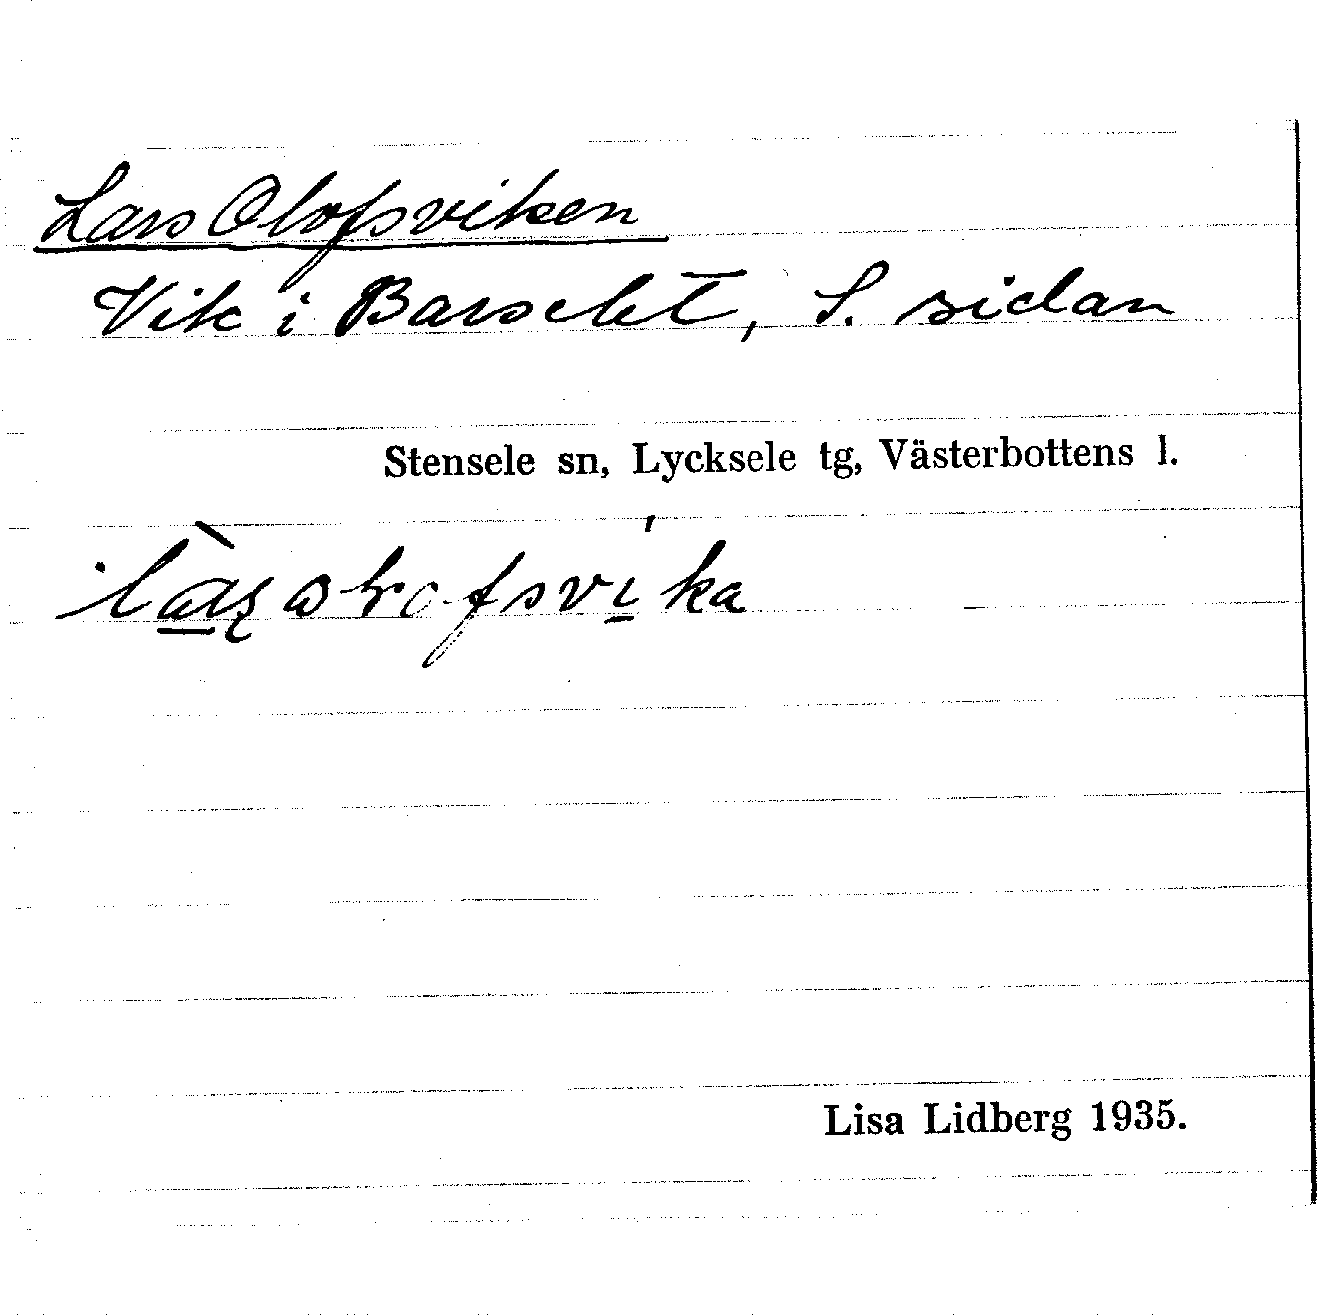 Lars Olofsviken
Vik i Barselet, S. sidan
Stensele sn, Lycksele tg, Västerbottens l.
Lisa Lidberg 1935.